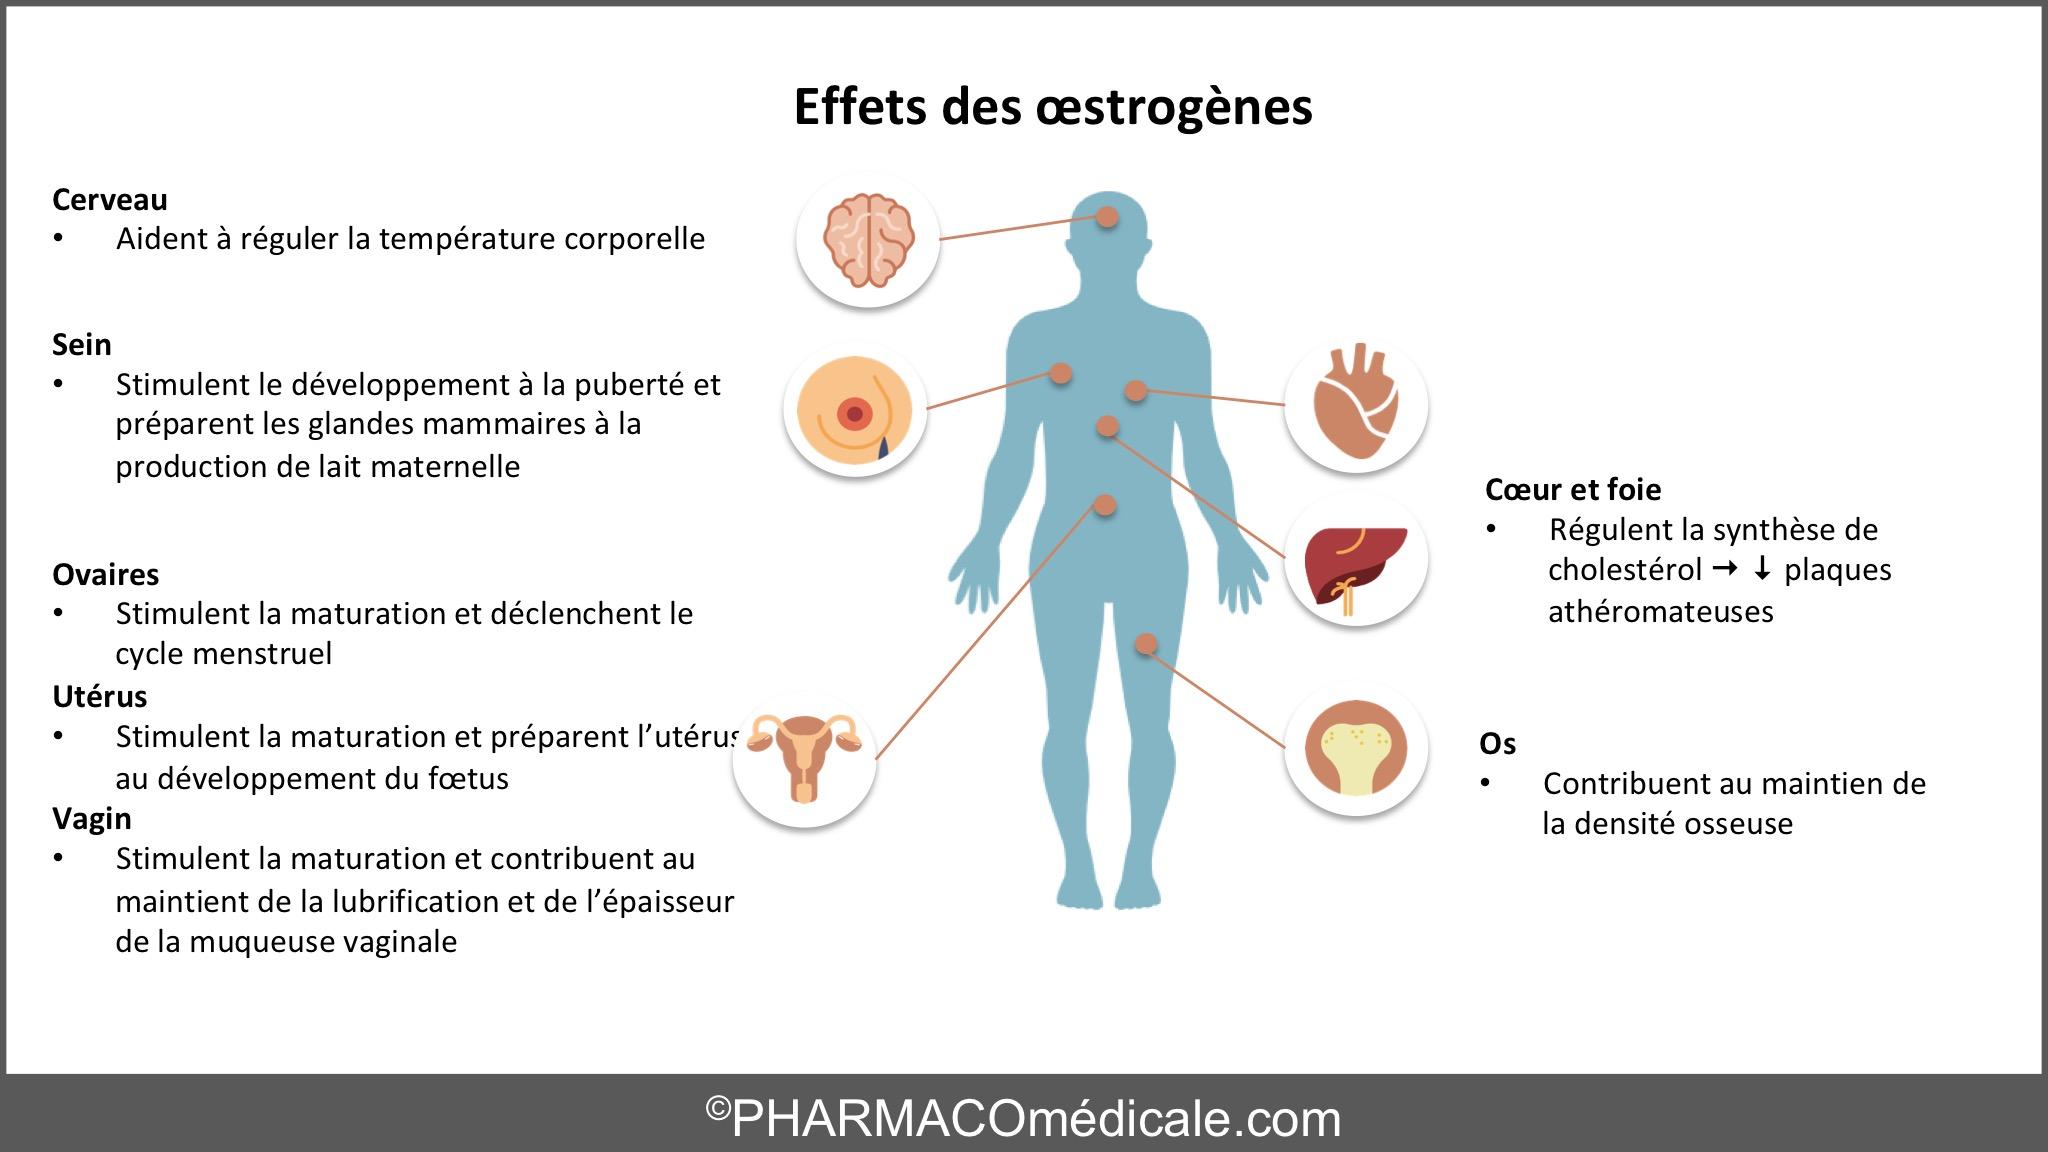 Effets des œstrogènes
Cerveau
• Aident à réguler la température corporelle
Sein
• Stimulent le développement à la puberté et
préparent les glandes mammaires à la
production de lait maternelle
Ovaires
• Stimulent la maturation et déclenchent le
cycle menstruel
Utérus
• Stimulent la maturation et préparent l’utérus
au développement du fœtus
Vagin
• Stimulent la maturation et contribuent au
maintient de la lubrification et de l’épaisseur
de la muqueuse vaginale
Cœur et foie
• Régulent la synthèse de
cholestérol → ↓ plaques
athéromateuses
Os
• Contribuent au maintien de
la densité osseuse
©PHARMACOmédicale.com